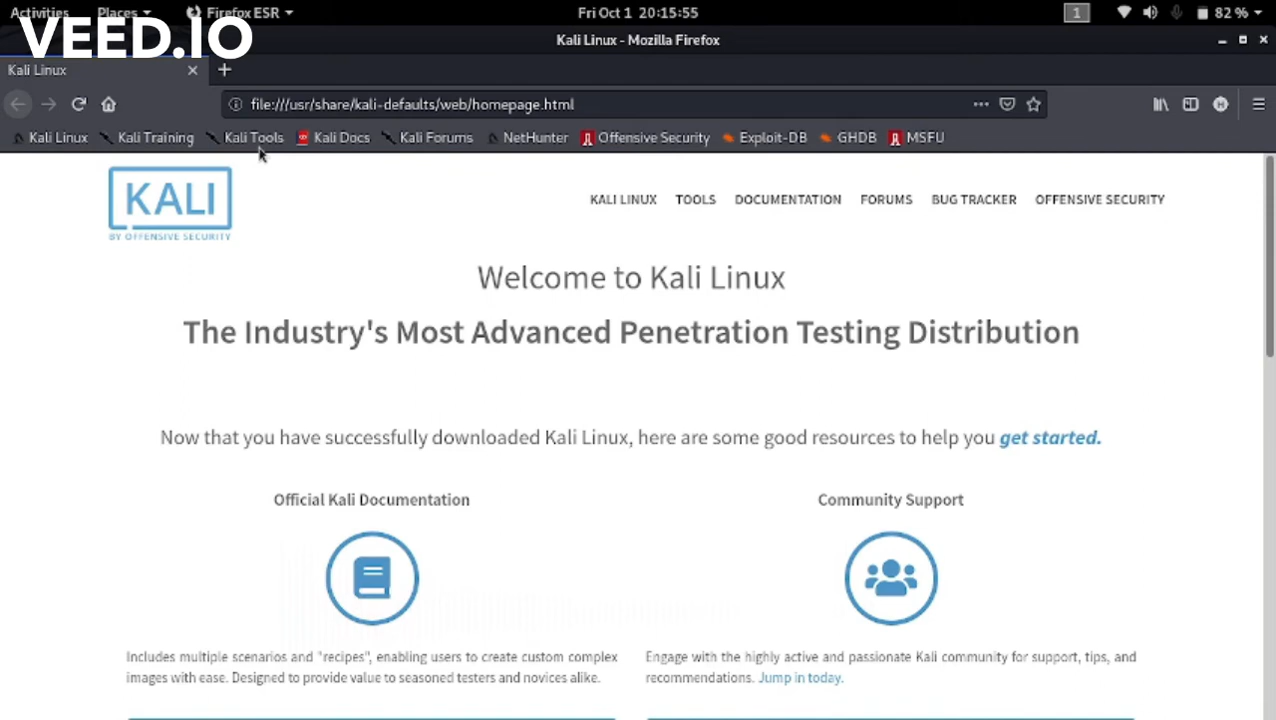 Activities Places Firefox ESR Fri Oct 1 20:15:55 1 82 %
VEED.IO
Kali Linux - Mozilla Firefox
Kali Linux
file:///usr/share/kali-defaults/web/homepage.html
Kali Linux Kali Training Kali Tools Kali Docs Kali Forums NetHunter Offensive Security Exploit-DB GHDB MSFU
KALI
BY OFFENSIVE SECURITY
KALI LINUX TOOLS DOCUMENTATION FORUMS BUG TRACKER OFFENSIVE SECURITY
Welcome to Kali Linux
The Industry's Most Advanced Penetration Testing Distribution
Now that you have successfully downloaded Kali Linux, here are some good resources to help you get started.
Official Kali Documentation
Includes multiple scenarios and "recipes", enabling users to create custom complex
images with ease. Designed to provide value to seasoned testers and novices alike.
Community Support
Engage with the highly active and passionate Kali community for support, tips, and
recommendations. Jump in today.